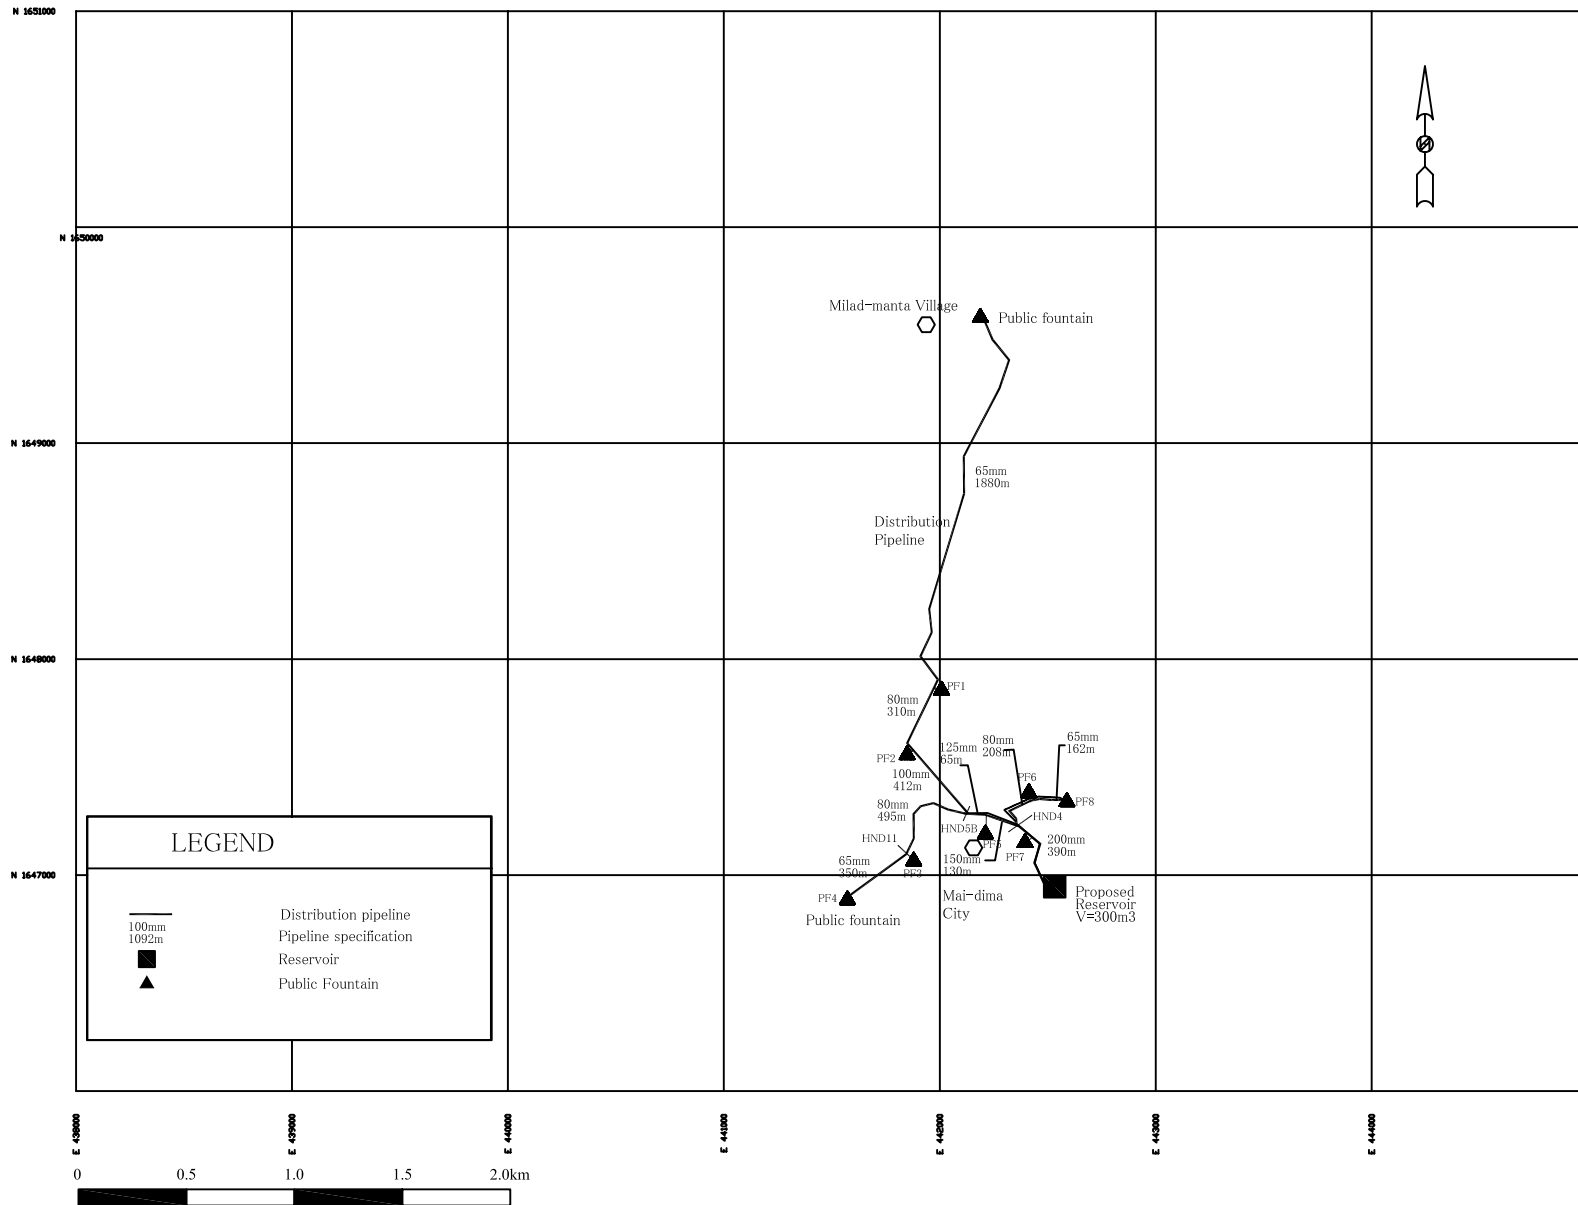 N 1651000
N 1650000
Milad-manta Village
Public fountain
N 1649000
65mm
1880m
Distribution
Pipeline
N 1648000
PF1
80mm
310m
PF2
125mm
65m
80mm
208m
65mm
162m
100mm
412m
PF6
PF8
80mm
495m
HND5B
HND4
HND11
PF5
PF7
200mm
390m
65mm
350m
PF3
150mm
130m
N 1647000
PF4
Public fountain
Mai-dima
City
Proposed
Reservoir
V=300m3
LEGEND
Distribution pipeline
100mm
1092m
Pipeline specification
Reservoir
Public Fountain
E 438000
E 439000
E 440000
E 441000
E 442000
E 443000
E 444000
0 0.5 1.0 1.5 2.0km